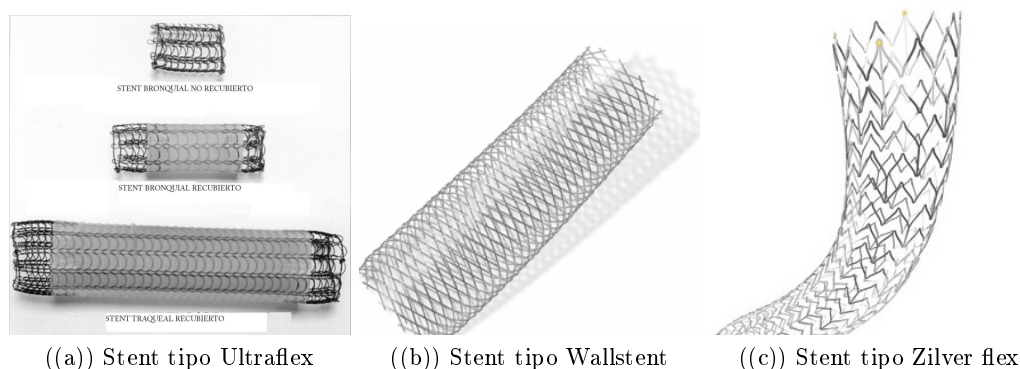 STENT BRONQUIAL NO RECUBIERTO
STENT BRONQUIAL RECUBIERTO
STENT TRAQUEAL RECUBIERTO
((a)) Stent tipo Ultraflex
((b)) Stent tipo Wallstent
((c)) Stent tipo Zilver flex